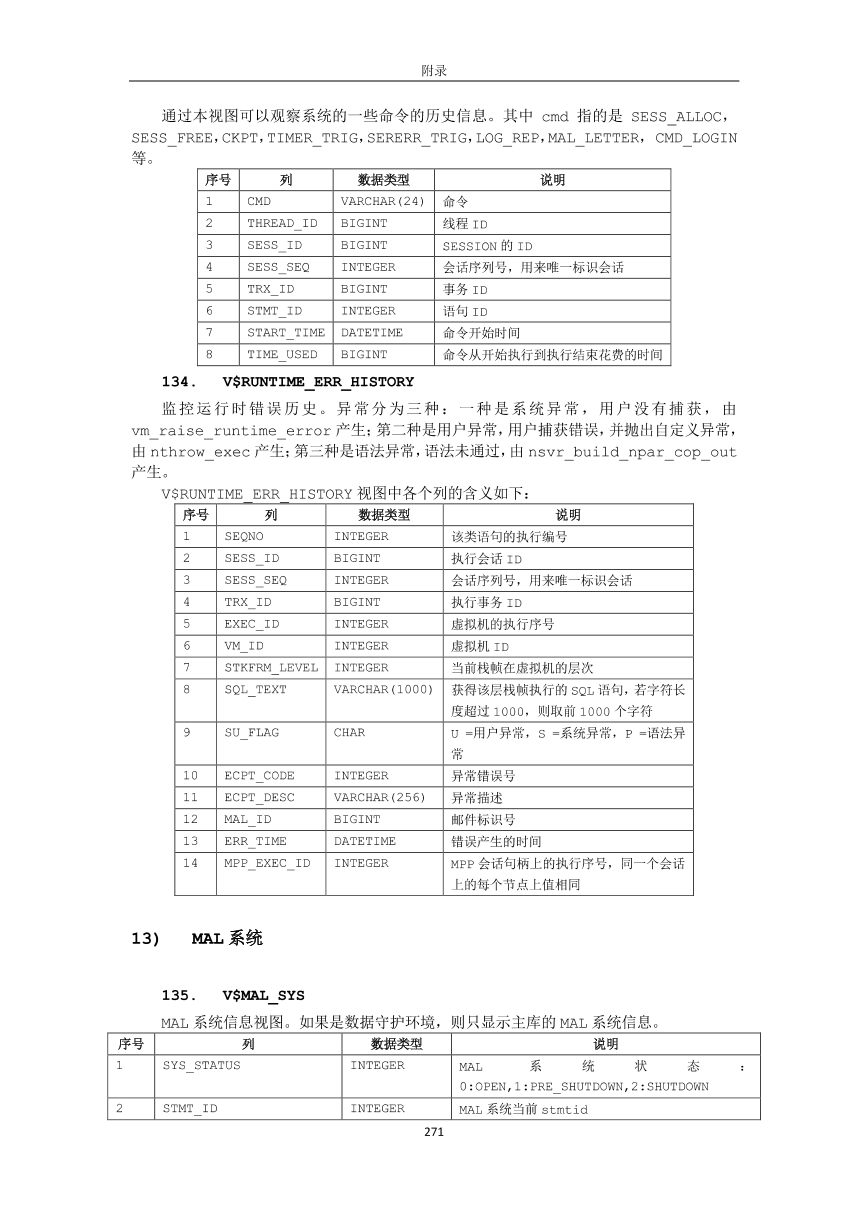 附录
通过本视图可以观察系统的一些命令的历史信息。其中 cmd 指的是 SESS_ALLOC，
SESS_FREE，CKPT，TIMER_TRIG，SERERR_TRIG，LOG_REP，MAL_LETTER， CMD_LOGIN
等。
序号 列 数据类型 说明
1 CMD VARCHAR(24) 命令
2 THREAD_ID BIGINT 线程 ID
3 SESS_ID BIGINT SESSION 的 ID
4 SESS_SEQ INTEGER 会话序列号，用来唯一标识会话
5 TRX_ID BIGINT 事务 ID
6 STMT_ID INTEGER 语句 ID
7 START_TIME DATETIME 命令开始时间
8 TIME_USED BIGINT 命令从开始执行到执行结束花费的时间
134. V$RUNTIME_ERR_HISTORY
监控运行时错误历史。异常分为三种：一种是系统异常，用户没有捕获，由
vm_raise_runtime_error 产生；第二种是用户异常，用户捕获错误，并抛出自定义异常，
由 nthrow_exec 产生；第三种是语法异常，语法未通过，由 nsvr_build_npar_cop_out
产生。
V$RUNTIME_ERR_HISTORY 视图中各个列的含义如下：
序号 列 数据类型 说明
1 SEQNO INTEGER 该类语句的执行编号
2 SESS_ID BIGINT 执行会话 ID
3 SESS_SEQ INTEGER 会话序列号，用来唯一标识会话
4 TRX_ID BIGINT 执行事务 ID
5 EXEC_ID INTEGER 虚拟机的执行序号
6 VM_ID INTEGER 虚拟机 ID
7 STKFRM_LEVEL INTEGER 当前栈帧在虚拟机的层次
8 SQL_TEXT VARCHAR(1000) 获得该层栈帧执行的 SQL 语句，若字符长
度超过 1000，则取前 1000 个字符
9 SU_FLAG CHAR U =用户异常，S =系统异常，P =语法异
常
10 ECPT_CODE INTEGER 异常错误号
11 ECPT_DESC VARCHAR(256) 异常描述
12 MAL_ID BIGINT 邮件标识号
13 ERR_TIME DATETIME 错误产生的时间
14 MPP_EXEC_ID INTEGER MPP 会话句柄上的执行序号，同一个会话
上的每个节点上值相同
13) MAL 系统
135. V$MAL_SYS
MAL 系统信息视图。如果是数据守护环境，则只显示主库的 MAL 系统信息。
序号 列 数据类型 说明
1 SYS_STATUS INTEGER MAL 系 统 状 态 ：
0:OPEN,1:PRE_SHUTDOWN,2:SHUTDOWN
2 STMT_ID INTEGER MAL 系统当前 stmtid
271